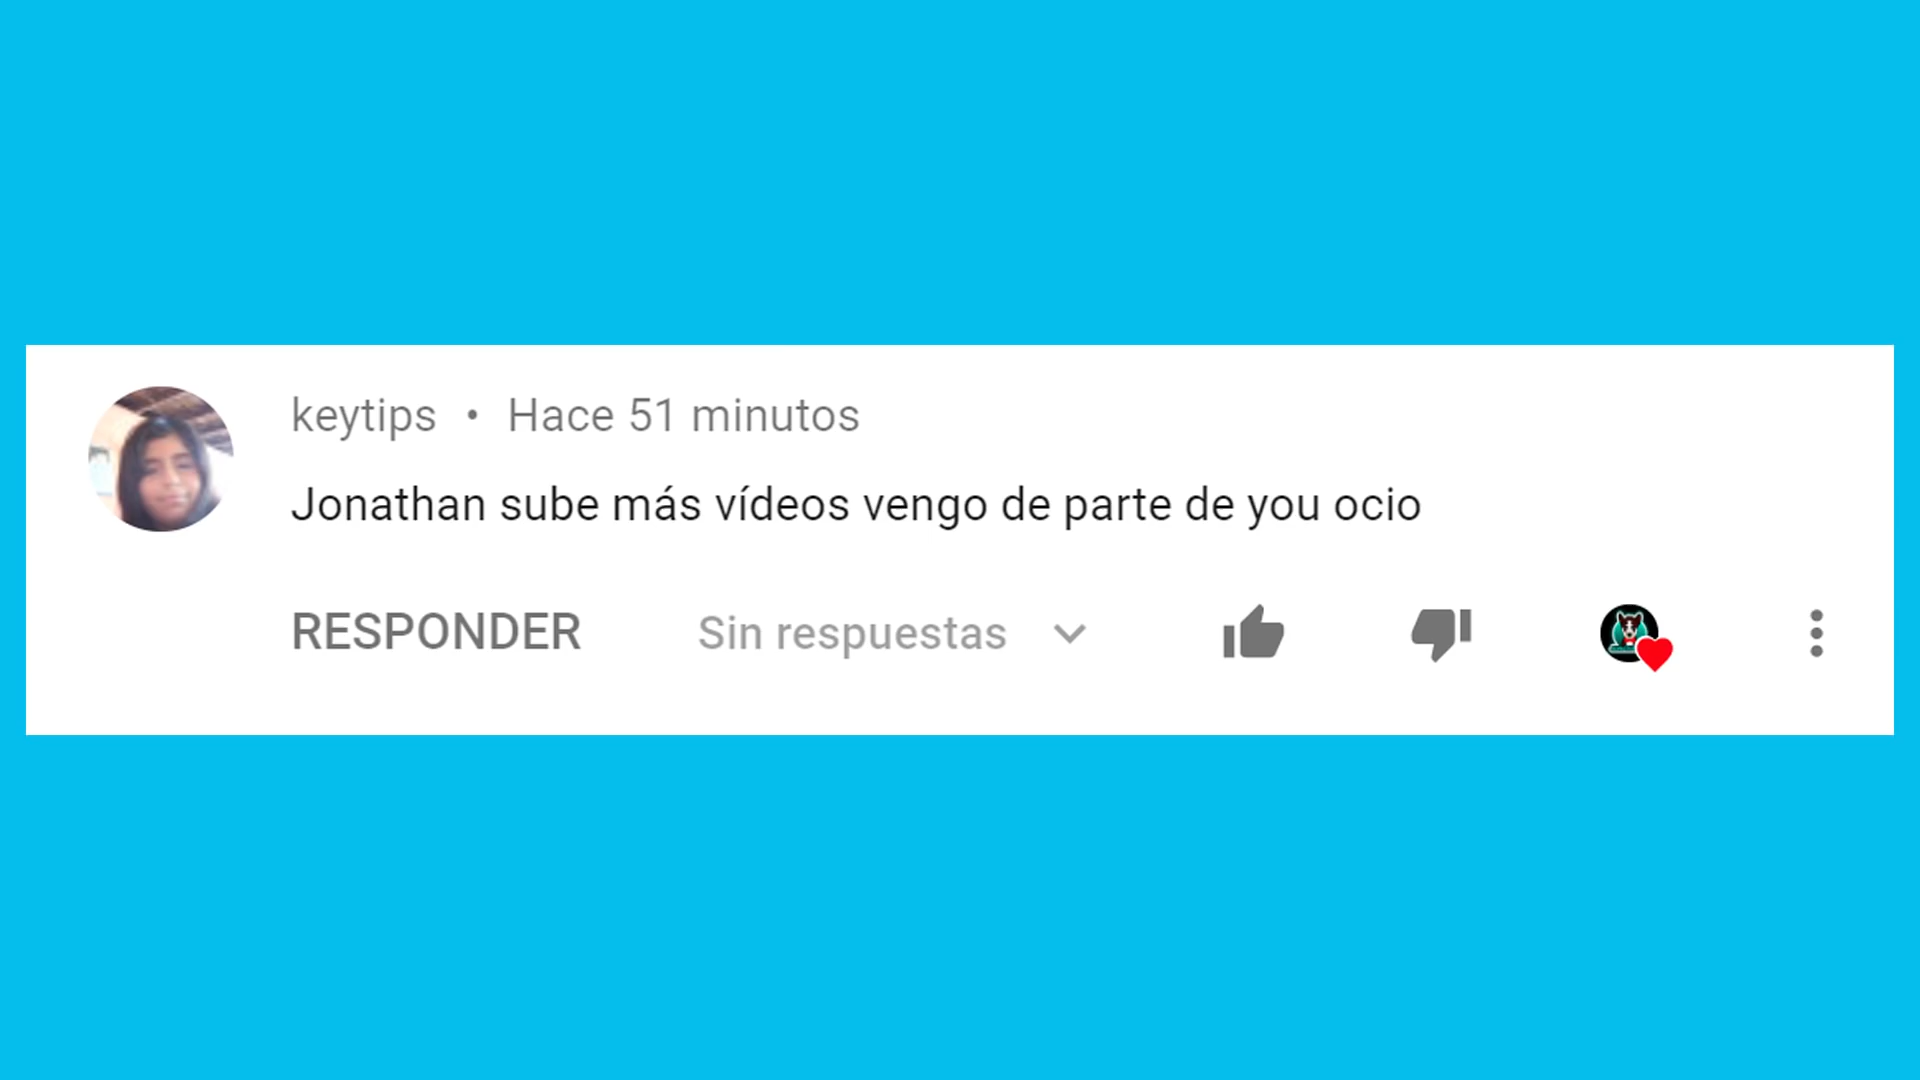 keytips • Hace 51 minutos
Jonathan sube más vídeos vengo de parte de you ocio
RESPONDER Sin respuestas